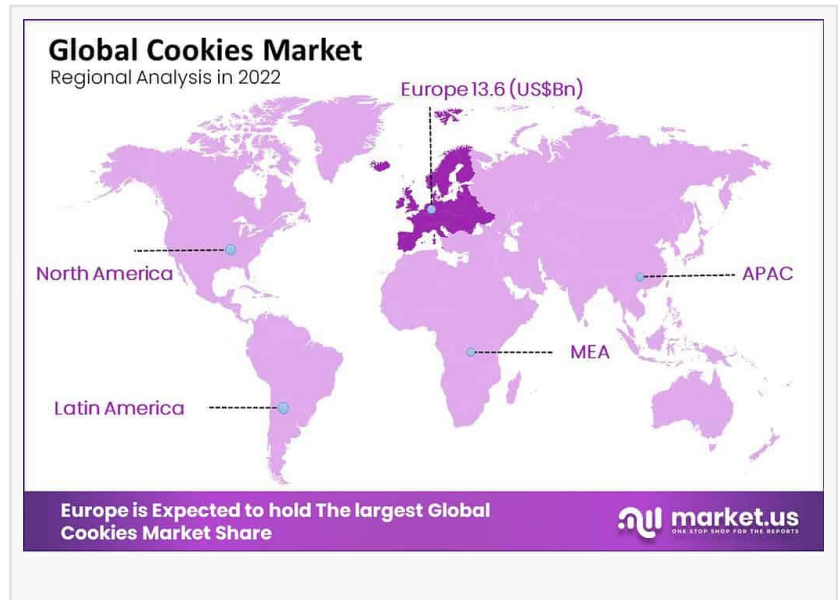 Global Cookies Market
Regional Analysis in 2022
Europe 13.6 (US$Bn)
North America
APAC
MEA
Latin America
Europe is Expected to hold The largest Global
Cookies Market Share
market.us
ONE STOP SHOP FOR THE REPORTS